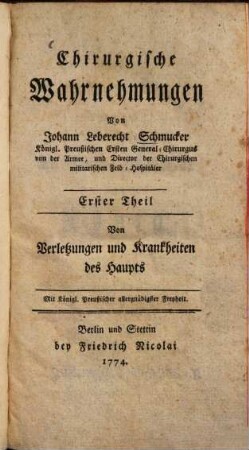 Chirurgische
Wahrnehmungen
Von
Johann Leberecht Schmucker
Königl. Preußischen Ersten General-Chirurgus
von der Armee, und Director der Chirurgischen
militarischen Feld-Hospitäler
Erster Theil
Von
Verletzungen und Krankheiten
des Haupts
Mit Königl. Preußischer allergnädigster Freyheit.
Berlin und Stettin
bey Friedrich Nicolai
1774.